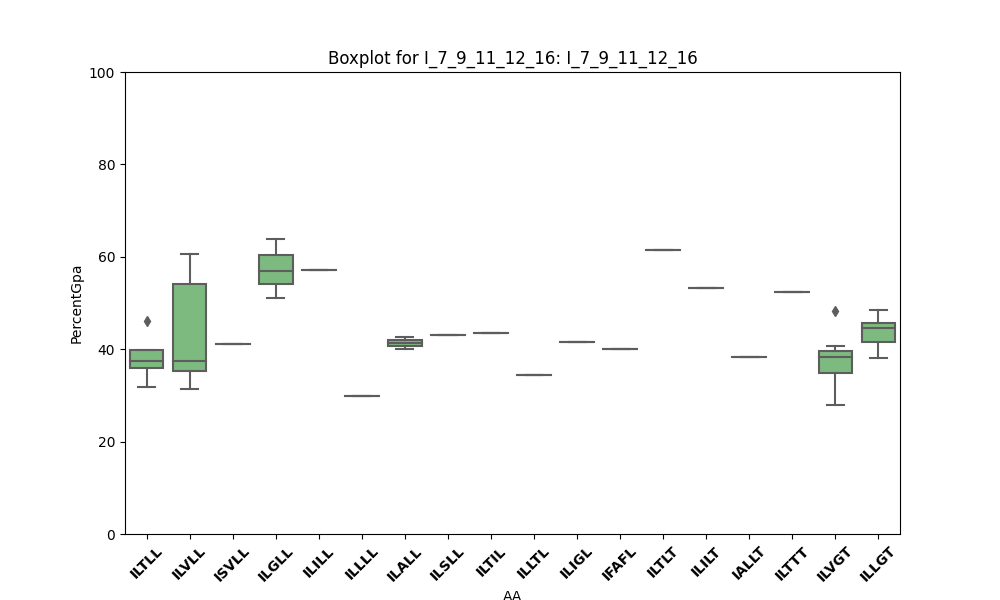 Boxplot for I_7_9_11_12_16: I_7_9_11_12_16
100
80
60
40
20
0
PercentGpa
ILTLL
ILVLL
ISVLL
ILGLL
ILILL
ILLLL
ILALL
ILSLL
ILTIL
ILLTL
ILIGL
IFAFL
ILTLT
ILILT
IALLT
ILTTT
ILVGT
ILLGT
AA